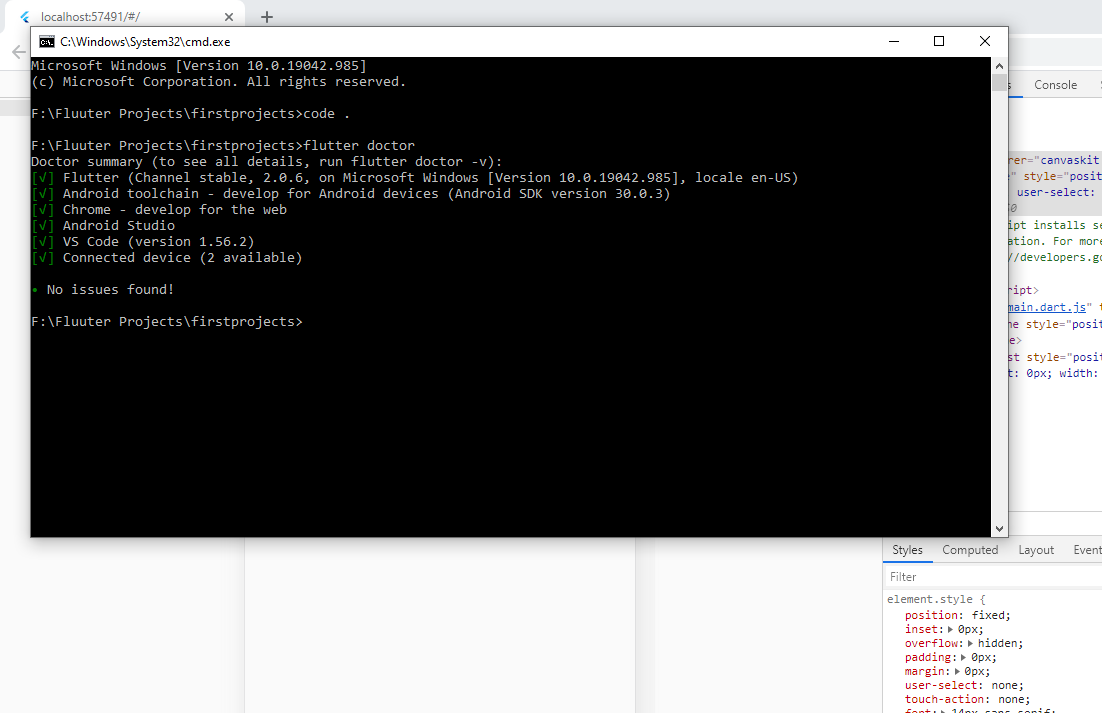 localhost:57491/#/
C:\Windows\System32\cmd.exe
Microsoft Windows [Version 10.0.19042.985]
(c) Microsoft Corporation. All rights reserved.
F:\Fluuter Projects\firstprojects>code .
F:\Fluuter Projects\firstprojects>flutter doctor
Doctor summary (to see all details, run flutter doctor -v):
[√] Flutter (Channel stable, 2.0.6, on Microsoft Windows [Version 10.0.19042.985], locale en-US)
[√] Android toolchain - develop for Android devices (Android SDK version 30.0.3)
[√] Chrome - develop for the web
[√] Android Studio
[√] VS Code (version 1.56.2)
[√] Connected device (2 available)
• No issues found!
F:\Fluuter Projects\firstprojects>
Console
rer="canvaskit
" style="posit
user-select:
ipt installs se
ation. For more
//developers.go
ript>
main.dart.js" t
ne style="posit
e>
st style="posit
t: 0px; width:
Styles Computed Layout Event
Filter
element.style {
position: fixed;
inset: 0px;
overflow: hidden;
padding: 0px;
margin: 0px;
user-select: none;
touch-action: none;
font: 14px sans-serif;